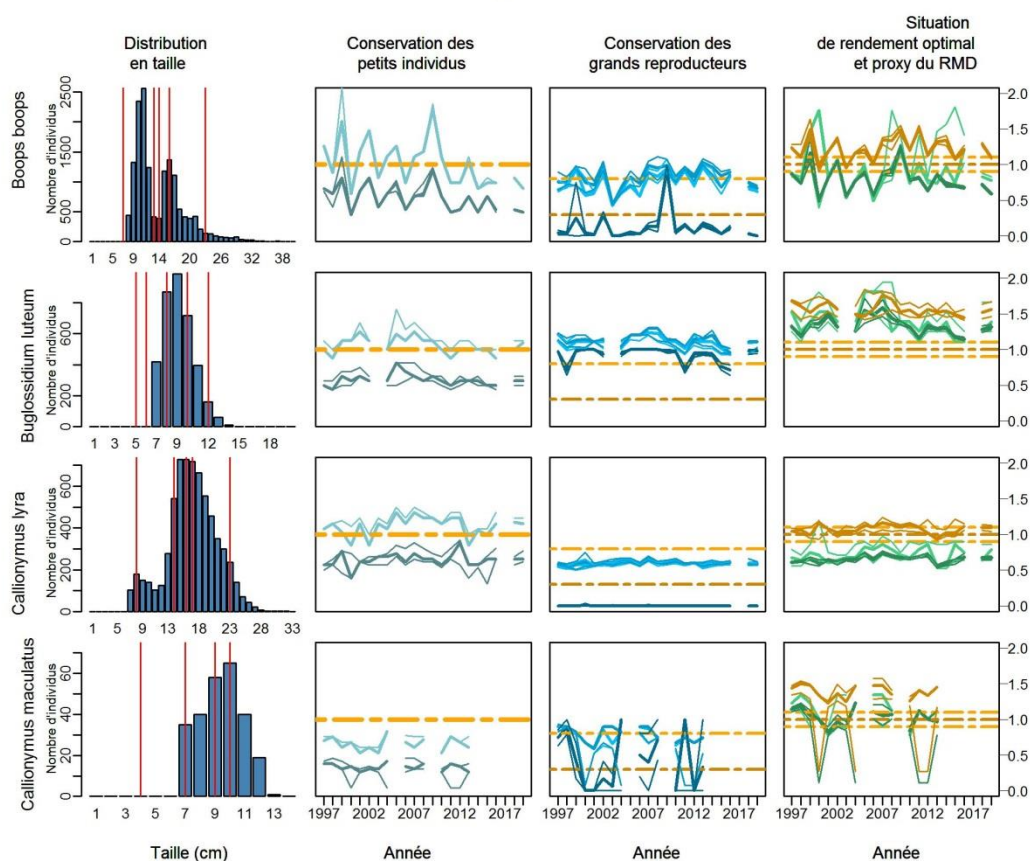 Distribution
en taille
Conservation des
petits individus
Conservation des
grands reproducteurs
Situation
de rendement optimal
et proxy du RMD
Boops boops
Nombre d'individus
0 500 1500 2500
1 5 9 14 20 26 32 38
0.0 0.5 1.0 1.5 2.0
Buglossidium luteum
Nombre d'individus
0 200 600
1 3 5 7 9 12 15 18
0.0 0.5 1.0 1.5 2.0
Callionymus lyra
Nombre d'individus
0 200 400 600
1 5 9 13 18 23 28 33
0.0 0.5 1.0 1.5 2.0
Callionymus maculatus
Nombre d'individus
0 20 40 60
1 3 5 7 9 11 13
1997 2002 2007 2012 2017
1997 2002 2007 2012 2017
1997 2002 2007 2012 2017
0.0 0.5 1.0 1.5 2.0
Taille (cm)
Année
Année
Année